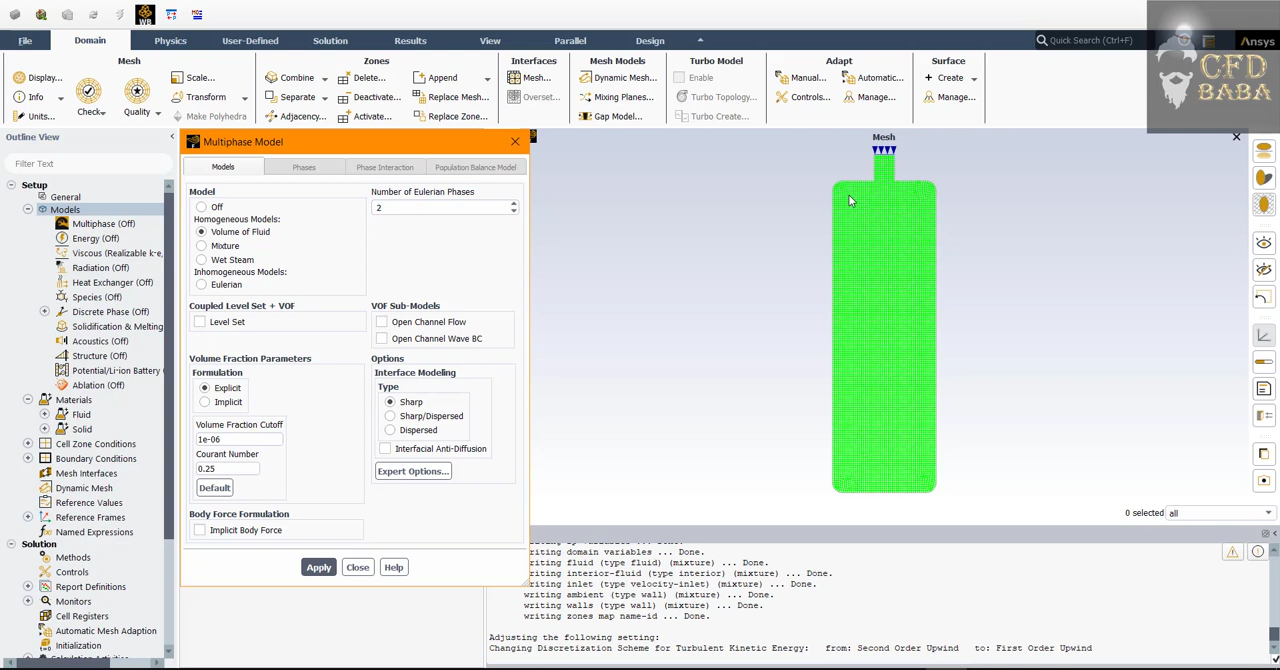 WB
File
Domain
Physics
User-Defined
Solution
Results
View
Parallel
Design
Quick Search (Ctrl+F)
Ansys
CFD
BABA
Mesh
Display...
Info
Units...
Check
Quality
Scale...
Transform
Make Polyhedra
Zones
Combine
Separate
Adjacency...
Delete...
Deactivate...
Activate...
Append
Replace Mesh...
Replace Zone...
Interfaces
Mesh...
Overset...
Mesh Models
Dynamic Mesh...
Mixing Planes...
Gap Model...
Turbo Model
Enable
Turbo Topology...
Turbo Create...
Adapt
Manual...
Controls...
Automatic...
Manage...
Surface
Create
Manage...
Outline View
Filter Text
Setup
General
Models
Multiphase (Off)
Energy (Off)
Viscous (Realizable k-e,
Radiation (Off)
Heat Exchanger (Off)
Species (Off)
Discrete Phase (Off)
Solidification & Melting
Acoustics (Off)
Structure (Off)
Potential/Li-ion Battery
Ablation (Off)
Materials
Fluid
Solid
Cell Zone Conditions
Boundary Conditions
Mesh Interfaces
Dynamic Mesh
Reference Values
Reference Frames
Named Expressions
Solution
Methods
Controls
Report Definitions
Monitors
Cell Registers
Automatic Mesh Adaption
Initialization
Multiphase Model
Models
Phases
Phase Interaction
Population Balance Model
Model
Off
Homogeneous Models:
Volume of Fluid
Mixture
Wet Steam
Inhomogeneous Models:
Eulerian
Number of Eulerian Phases
2
Coupled Level Set + VOF
Level Set
VOF Sub-Models
Open Channel Flow
Open Channel Wave BC
Volume Fraction Parameters
Formulation
Explicit
Implicit
Volume Fraction Cutoff
1e-06
Courant Number
0.25
Default
Options
Interface Modeling
Type
Sharp
Sharp/Dispersed
Dispersed
Interfacial Anti-Diffusion
Expert Options...
Body Force Formulation
Implicit Body Force
Apply
Close
Help
Mesh
0 selected
all
writing domain variables ... Done.
writing fluid (type fluid) (mixture) ... Done.
writing interior-fluid (type interior) (mixture) ... Done.
writing inlet (type velocity-inlet) (mixture) ... Done.
writing ambient (type wall) (mixture) ... Done.
writing walls (type wall) (mixture) ... Done.
writing zones map name-id ... Done.
Adjusting the following setting:
Changing Discretization Scheme for Turbulent Kinetic Energy: from: Second Order Upwind to: First Order Upwind